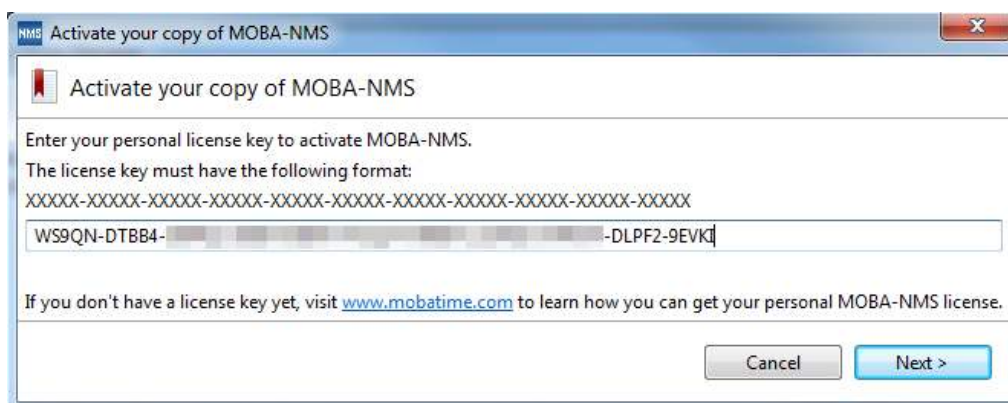 NMS Activate your copy of MOBA-NMS
Activate your copy of MOBA-NMS
Enter your personal license key to activate MOBA-NMS.
The license key must have the following format:
XXXXX-XXXXX-XXXXX-XXXXX-XXXXX-XXXXX-XXXXX-XXXXX-XXXXX-XXXXX-XXXXX
WS9QN-DTBB4- -DLPF2-9EVKI
If you don't have a license key yet, visit www.mobatime.com to learn how you can get your personal MOBA-NMS license.
Cancel Next >